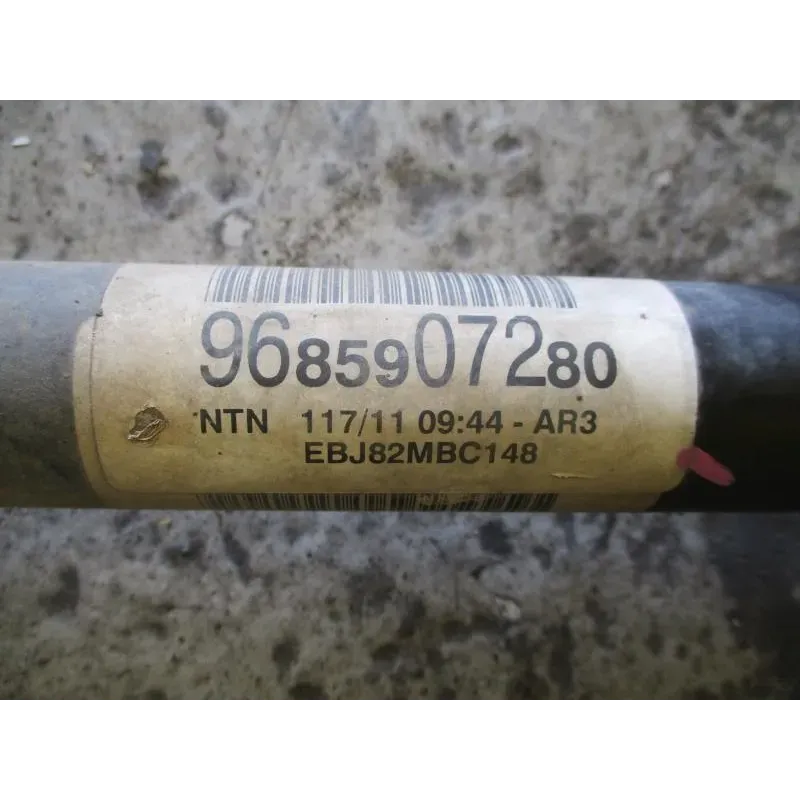 9685907280
NTN 117/11 09:44 - AR3
EBJ82MBC148